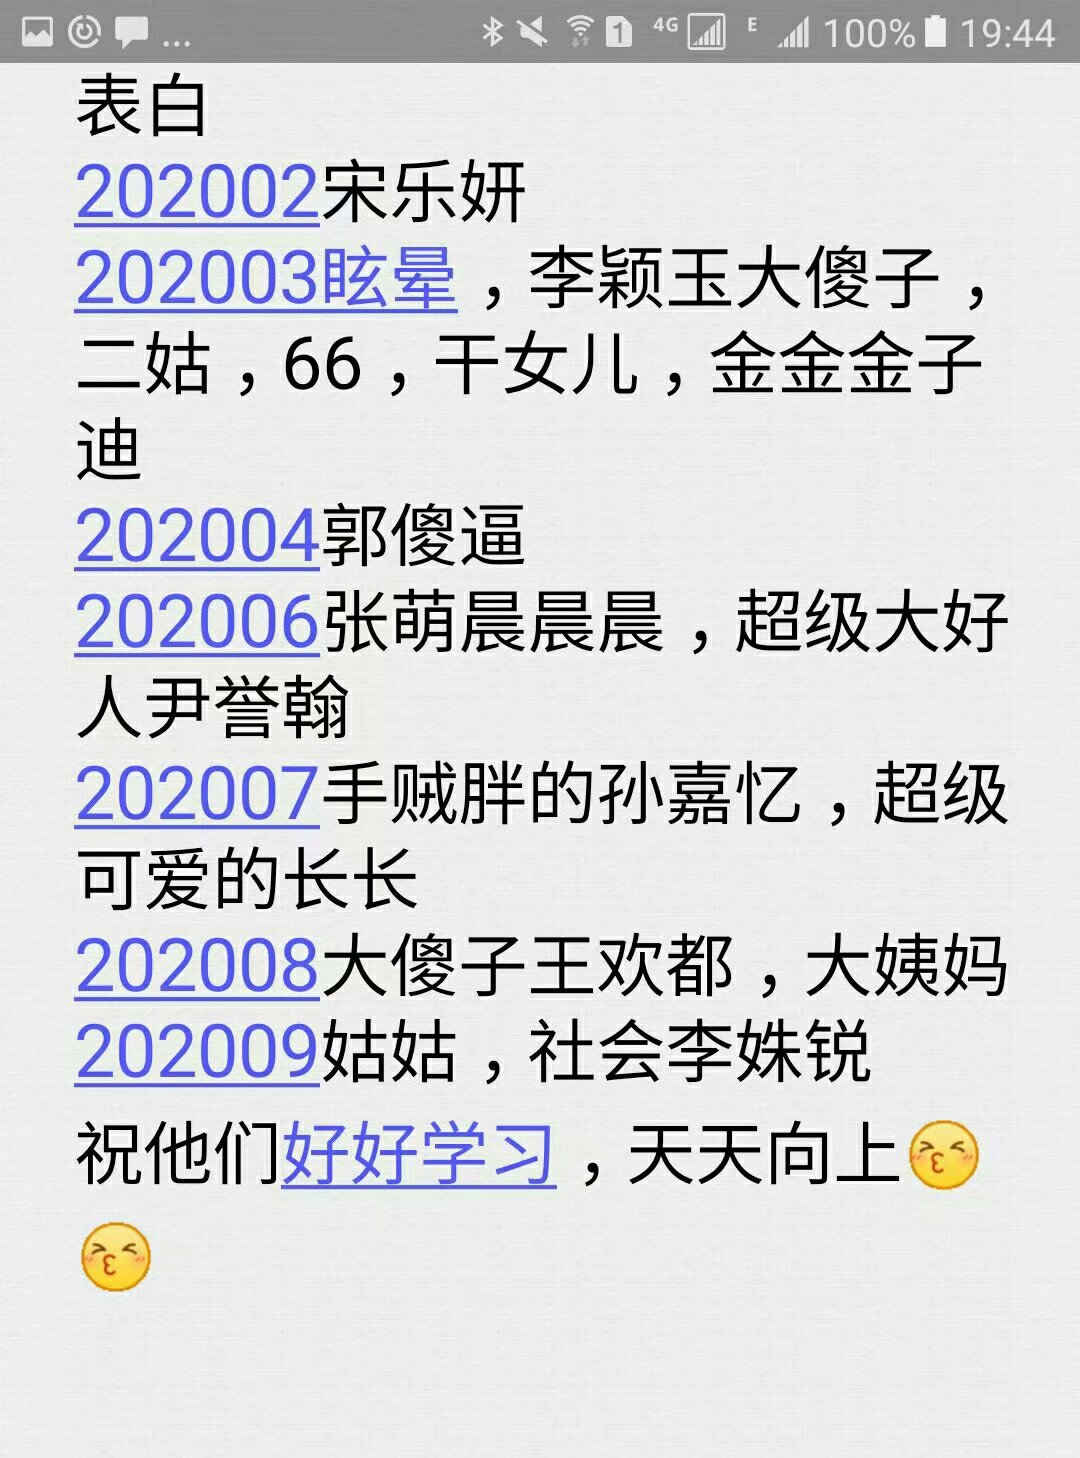 4G E 100% 19:44
表白
202002宋乐妍
202003眩晕，李颖玉大傻子，
二姑，66，干女儿，金金金子
迪
202004郭傻逼
202006张萌晨晨晨，超级大好
人尹誉翰
202007手贼胖的孙嘉忆，超级
可爱的长长
202008大傻子王欢都，大姨妈
202009姑姑，社会李姝锐
祝他们好好学习，天天向上